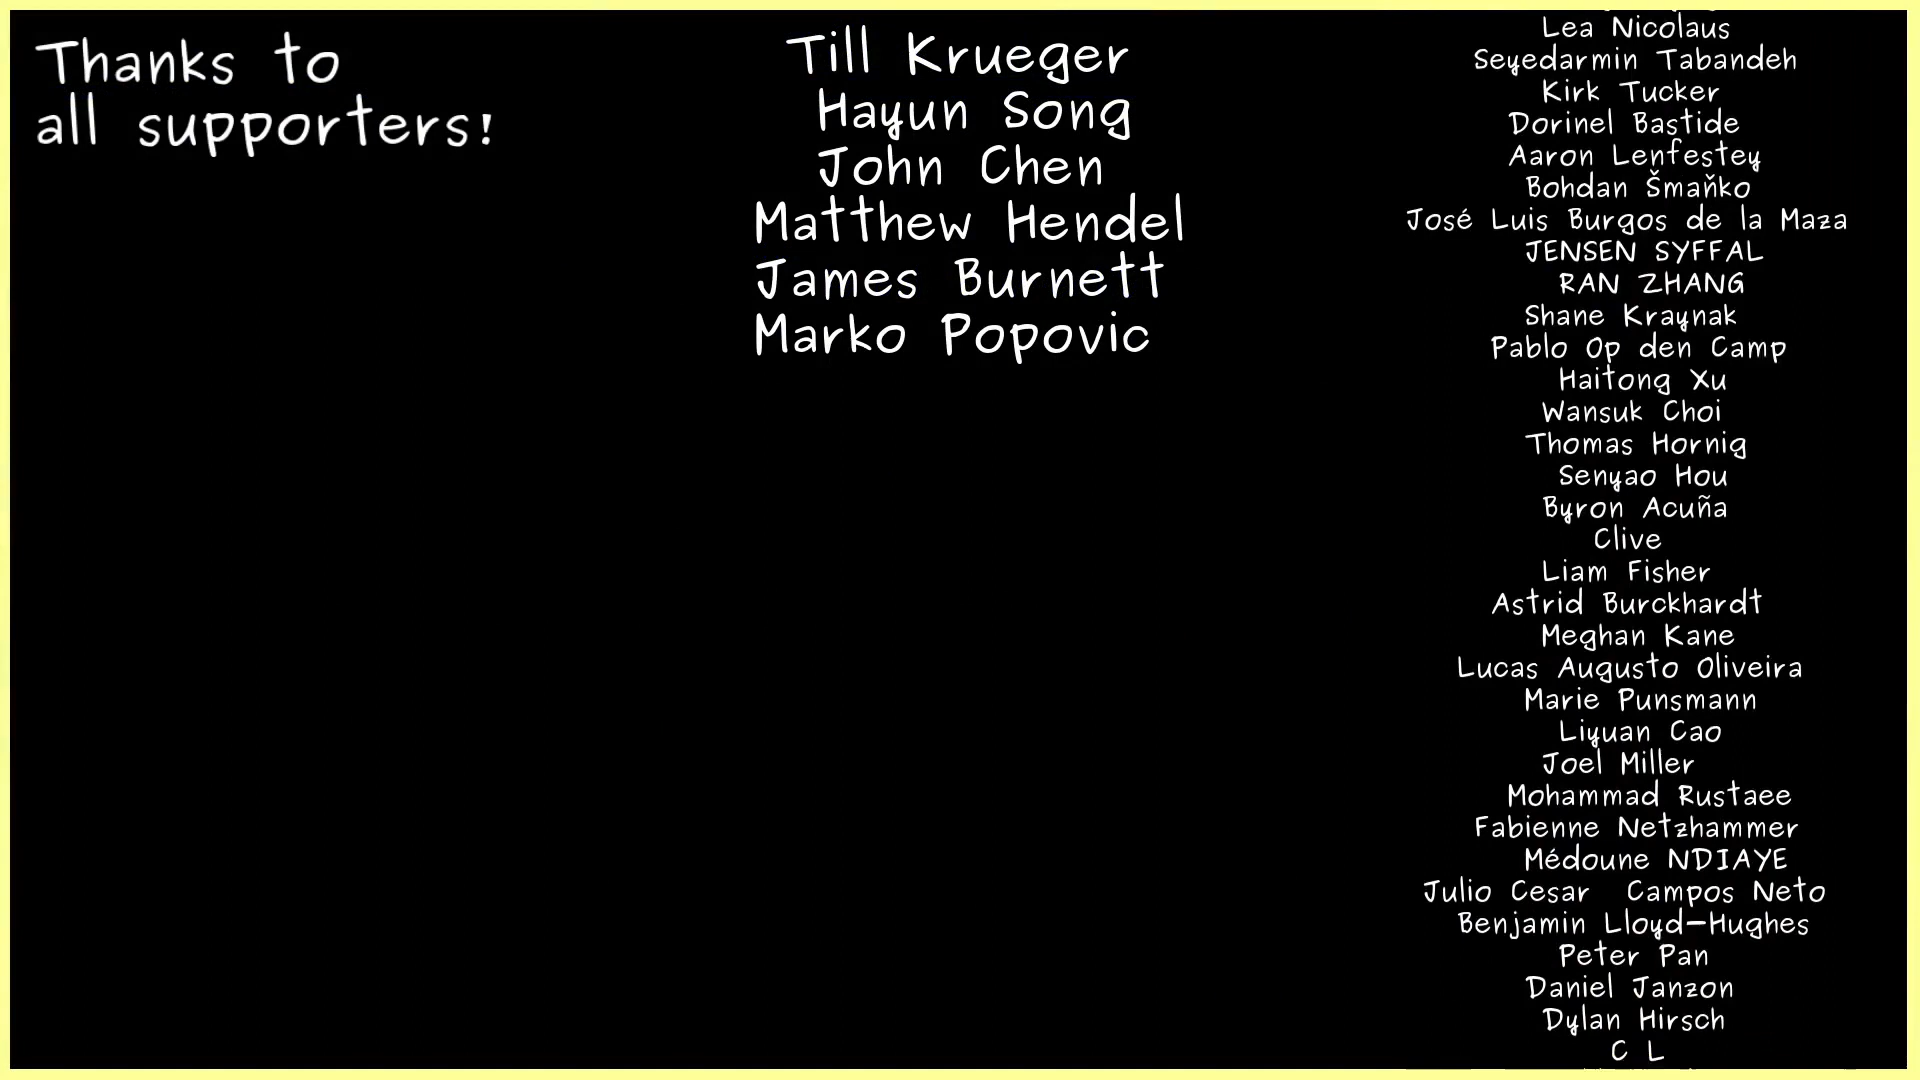 Thanks to
all supporters!
Till Krueger
Hayun Song
John Chen
Matthew Hendel
James Burnett
Marko Popovic
Lea Nicolaus
Seyedarmin Tabandeh
Kirk Tucker
Dorinel Bastide
Aaron Lenfestey
Bohdan Šmaňko
José Luis Burgos de la Maza
JENSEN SYFFAL
RAN ZHANG
Shane Kraynak
Pablo Op den Camp
Haitong Xu
Wansuk Choi
Thomas Hornig
Senyao Hou
Byron Acuña
Clive
Liam Fisher
Astrid Burckhardt
Meghan Kane
Lucas Augusto Oliveira
Marie Punsmann
Liyuan Cao
Joel Miller
Mohammad Rustaee
Fabienne Netzhammer
Médoune NDIAYE
Julio Cesar  Campos Neto
Benjamin Lloyd-Hughes
Peter Pan
Daniel Janzon
Dylan Hirsch
C L